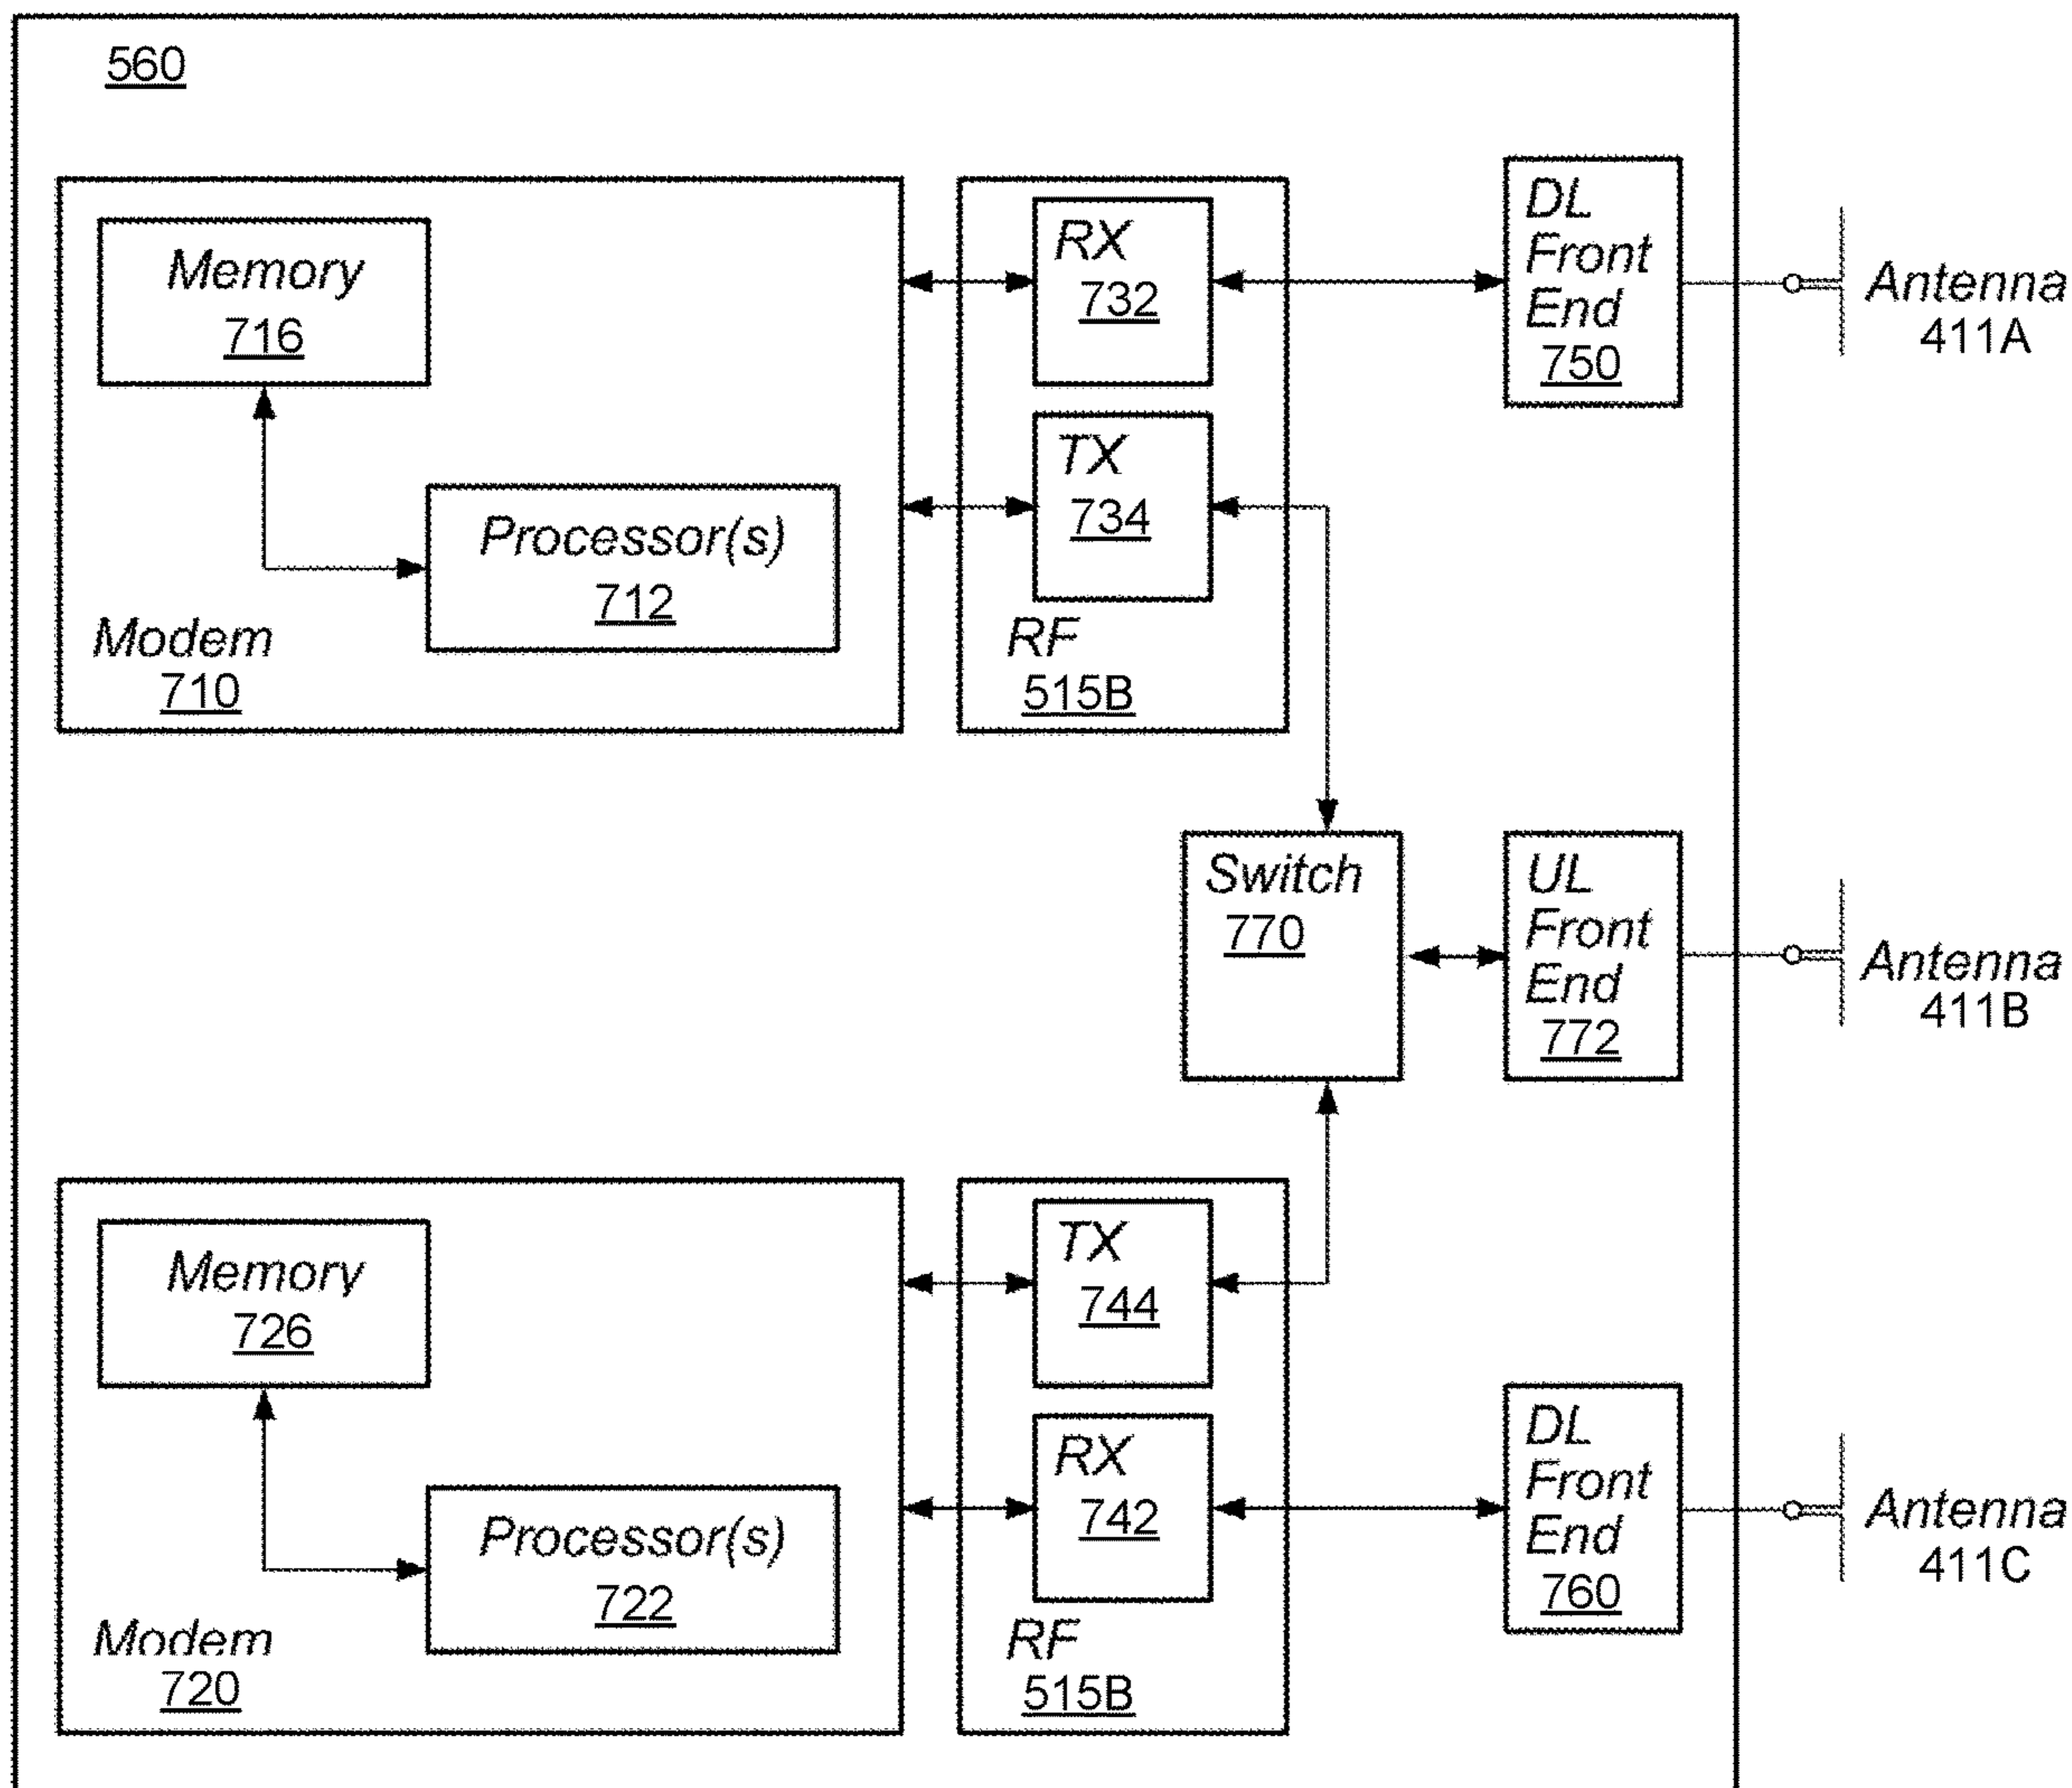 560
Memory
716
Processor(s)
712
Modem
710
RX
732
TX
734
RF
515B
DL
Front
End
750
Antenna
411A
Switch
770
UL
Front
End
772
Antenna
411B
Memory
726
Processor(s)
722
Modem
720
TX
744
RX
742
RF
515B
DL
Front
End
760
Antenna
411C